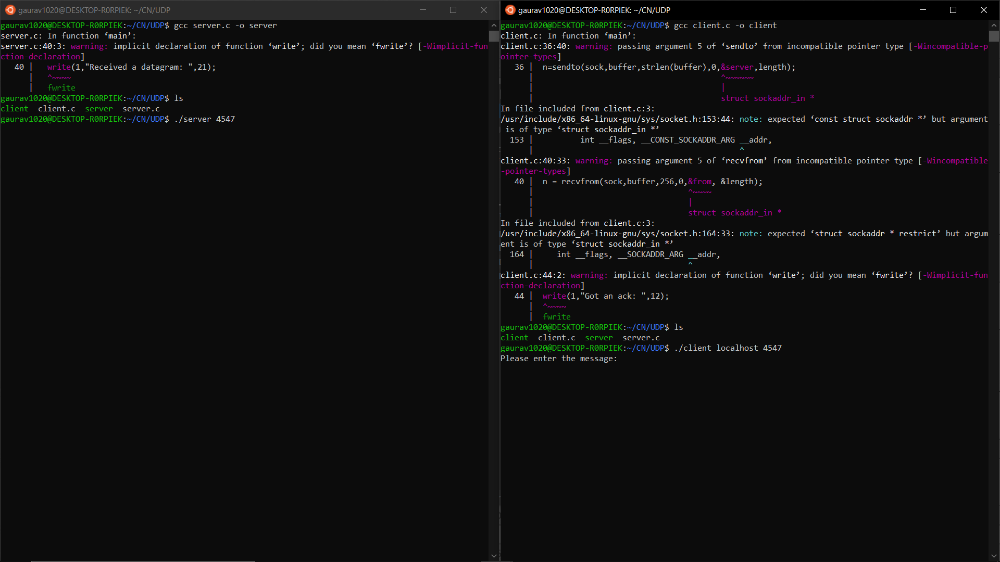 gaurav1020@DESKTOP-R0RPIEK: ~/CN/UDP
gaurav1020@DESKTOP-R0RPIEK:~/CN/UDP$ gcc server.c -o server
server.c: In function ‘main’:
server.c:40:3: warning: implicit declaration of function ‘write’; did you mean ‘fwrite’? [-Wimplicit-fun
ction-declaration]
   40 |   write(1,"Received a datagram: ",21);
      |   ^~~~~
      |   fwrite
gaurav1020@DESKTOP-R0RPIEK:~/CN/UDP$ ls
client  client.c  server  server.c
gaurav1020@DESKTOP-R0RPIEK:~/CN/UDP$ ./server 4547
gaurav1020@DESKTOP-R0RPIEK: ~/CN/UDP
gaurav1020@DESKTOP-R0RPIEK:~/CN/UDP$ gcc client.c -o client
client.c: In function ‘main’:
client.c:36:40: warning: passing argument 5 of ‘sendto’ from incompatible pointer type [-Wincompatible-p
ointer-types]
   36 |  n=sendto(sock,buffer,strlen(buffer),0,&server,length);
      |                                        ^~~~~~~
      |                                        |
      |                                        struct sockaddr_in *
In file included from client.c:3:
/usr/include/x86_64-linux-gnu/sys/socket.h:153:44: note: expected ‘const struct sockaddr *’ but argument
 is of type ‘struct sockaddr_in *’
  153 |          int __flags, __CONST_SOCKADDR_ARG __addr,
      |                                            ^
client.c:40:33: warning: passing argument 5 of ‘recvfrom’ from incompatible pointer type [-Wincompatible
-pointer-types]
   40 |  n = recvfrom(sock,buffer,256,0,&from, &length);
      |                                 ^~~~~
      |                                 |
      |                                 struct sockaddr_in *
In file included from client.c:3:
/usr/include/x86_64-linux-gnu/sys/socket.h:164:33: note: expected ‘struct sockaddr * restrict’ but argum
ent is of type ‘struct sockaddr_in *’
  164 |     int __flags, __SOCKADDR_ARG __addr,
      |                                 ^
client.c:44:2: warning: implicit declaration of function ‘write’; did you mean ‘fwrite’? [-Wimplicit-fun
ction-declaration]
   44 |  write(1,"Got an ack: ",12);
      |  ^~~~~
      |  fwrite
gaurav1020@DESKTOP-R0RPIEK:~/CN/UDP$ ls
client  client.c  server  server.c
gaurav1020@DESKTOP-R0RPIEK:~/CN/UDP$ ./client localhost 4547
Please enter the message: